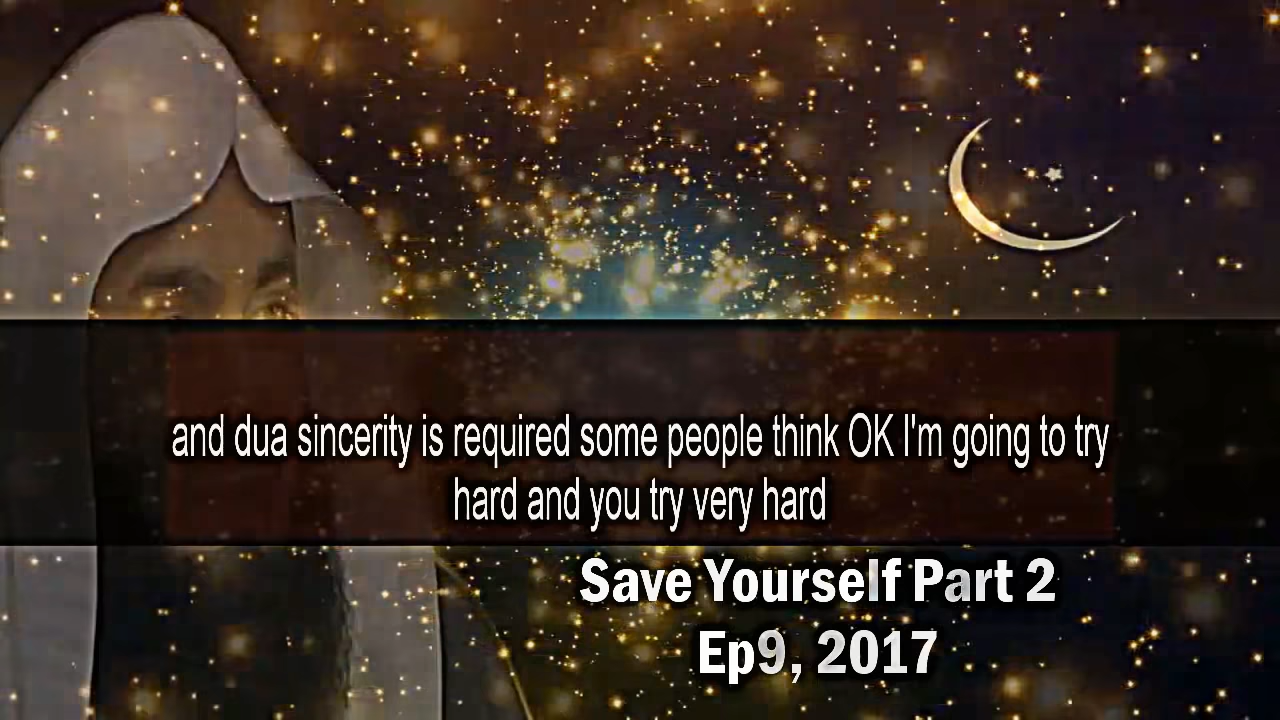 and dua sincerity is required some people think OK I'm going to try
hard and you try very hard
Save Yourself Part 2
Ep9, 2017